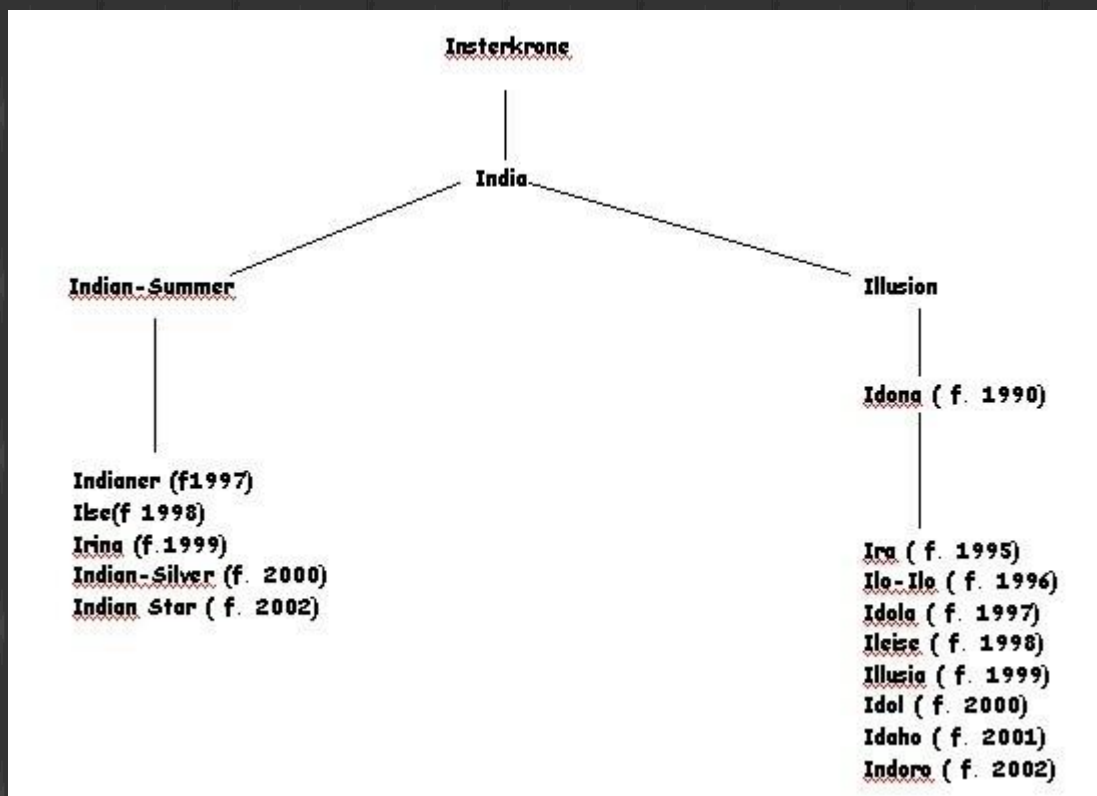 Insterkrone
India
Indian-Summer
Illusion
Idona ( f. 1990)
Indianer (f1997)
Ilse(f 1998)
Irina (f.1999)
Indian-Silver (f. 2000)
Indian Star ( f. 2002)
Ira ( f. 1995)
Ilo-Ilo ( f. 1996)
Idola ( f. 1997)
Ileise ( f. 1998)
Illusia ( f. 1999)
Idol ( f. 2000)
Idaho ( f. 2001)
Indoro ( f. 2002)